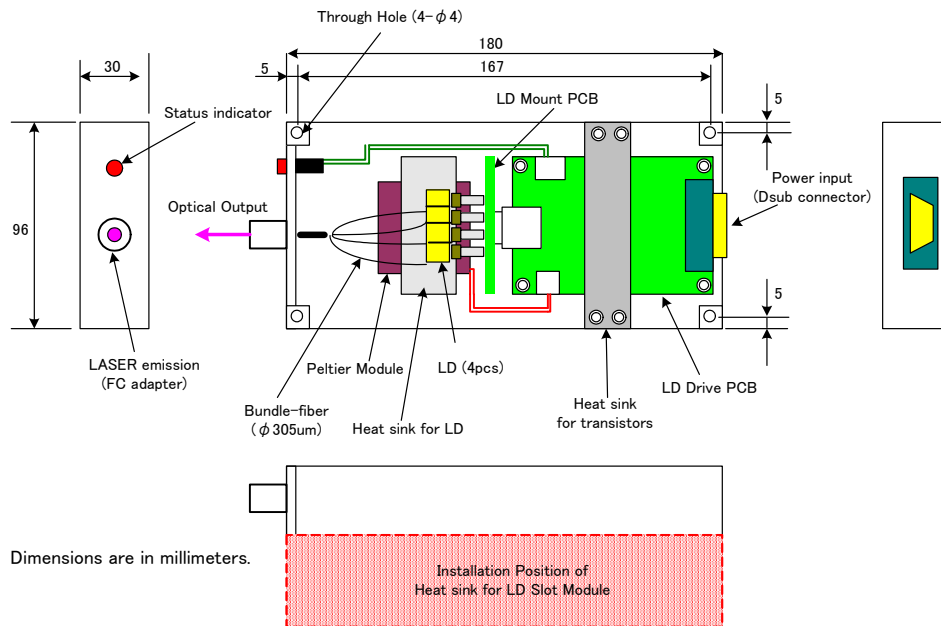 Through Hole (4-φ4)
180
30
5
167
LD Mount PCB
5
Status indicator
Power input
(Dsub connector)
Optical Output
96
5
LASER emission
(FC adapter)
Peltier Module
LD (4pcs)
LD Drive PCB
Bundle-fiber
(φ305um)
Heat sink for LD
Heat sink
for transistors
Dimensions are in millimeters.
Installation Position of
Heat sink for LD Slot Module